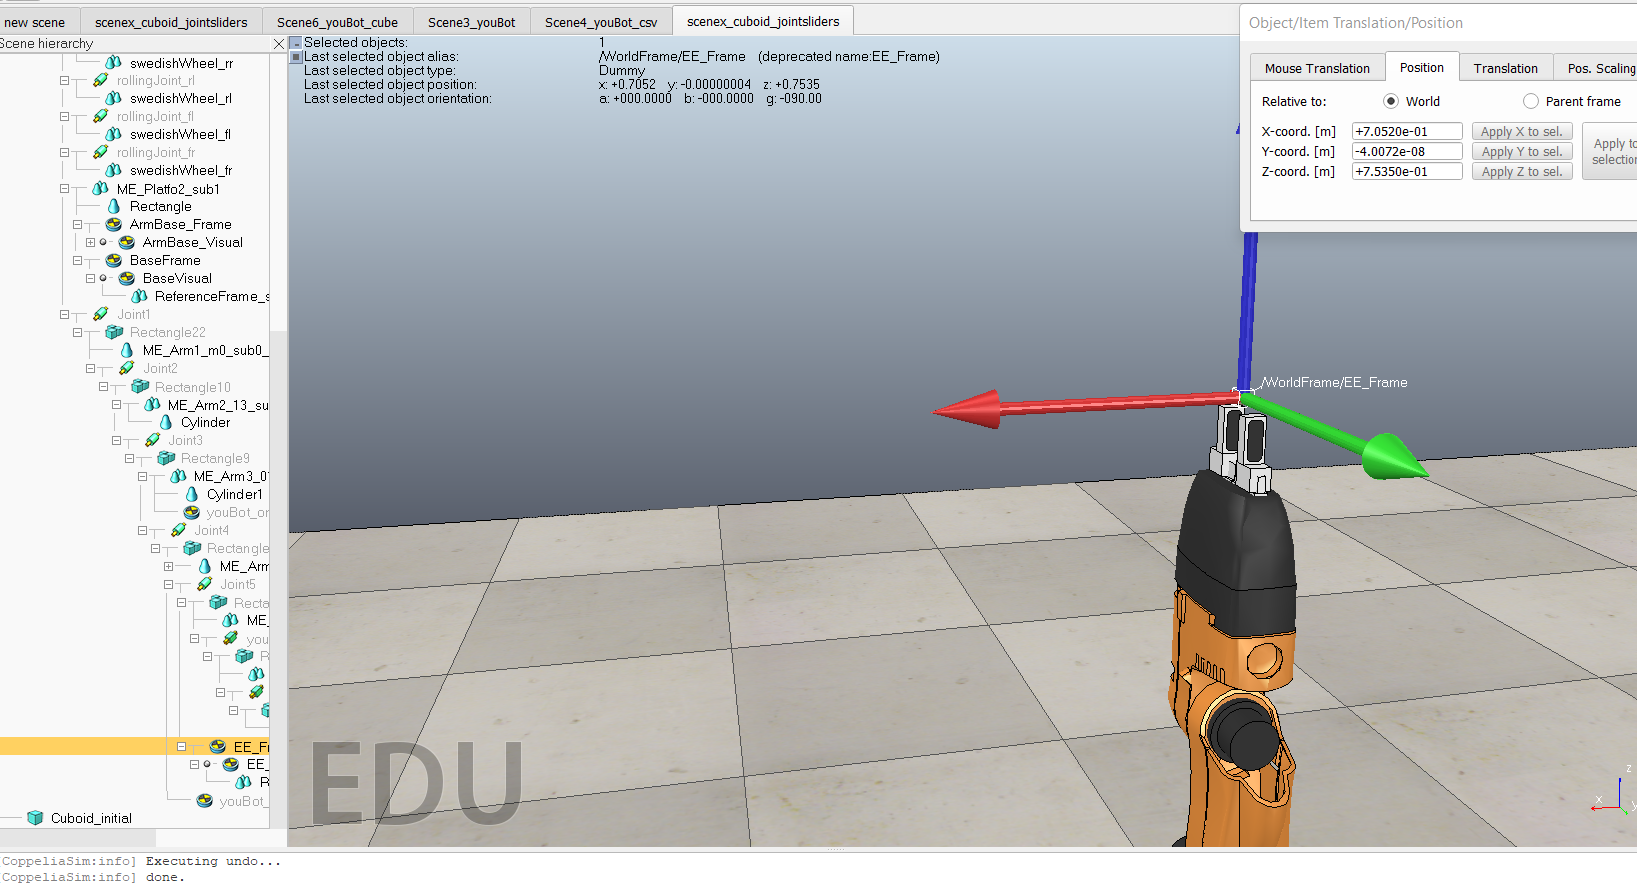 new scene
scenex_cuboid_jointsliders
Scene6_youBot_cube
Scene3_youBot
Scene4_youBot_csv
scenex_cuboid_jointsliders
Scene hierarchy
swedishWheel_rr
rollingJoint_rl
swedishWheel_rl
rollingJoint_fl
swedishWheel_fl
rollingJoint_fr
swedishWheel_fr
ME_Platfo2_sub1
Rectangle
ArmBase_Frame
ArmBase_Visual
BaseFrame
BaseVisual
ReferenceFrame_s
Joint1
Rectangle22
ME_Arm1_m0_sub0_
Joint2
Rectangle10
ME_Arm2_13_su
Cylinder
Joint3
Rectangle9
ME_Arm3_0
Cylinder1
youBot_or
Joint4
Rectangle
ME_Arm
Joint5
Recta
ME_
you
R
EE_Fr
EE_
R
youBot_
Cuboid_initial
Selected objects: 1
Last selected object alias: /WorldFrame/EE_Frame (deprecated name:EE_Frame)
Last selected object type: Dummy
Last selected object position: x: +0.7052 y: -0.00000004 z: +0.7535
Last selected object orientation: a: +000.0000 b: -000.0000 g: -090.00
Object/Item Translation/Position
Mouse Translation
Position
Translation
Pos. Scaling
Relative to:
World
Parent frame
X-coord. [m] +7.0520e-01 Apply X to sel.
Y-coord. [m] -4.0072e-08 Apply Y to sel.
Z-coord. [m] +7.5350e-01 Apply Z to sel.
Apply to
selection
/WorldFrame/EE_Frame
EDU
z
x
y
[CoppeliaSim:info] Executing undo...
[CoppeliaSim:info] done.